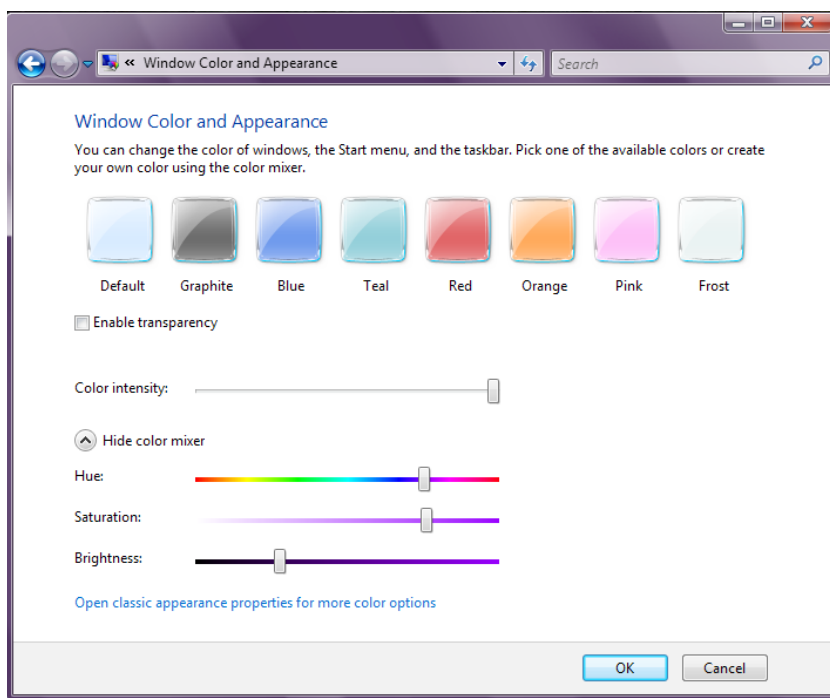 « Window Color and Appearance
Search
Window Color and Appearance
You can change the color of windows, the Start menu, and the taskbar. Pick one of the available colors or create
your own color using the color mixer.
Default Graphite Blue Teal Red Orange Pink Frost
Enable transparency
Color intensity:
Hide color mixer
Hue:
Saturation:
Brightness:
Open classic appearance properties for more color options
OK Cancel